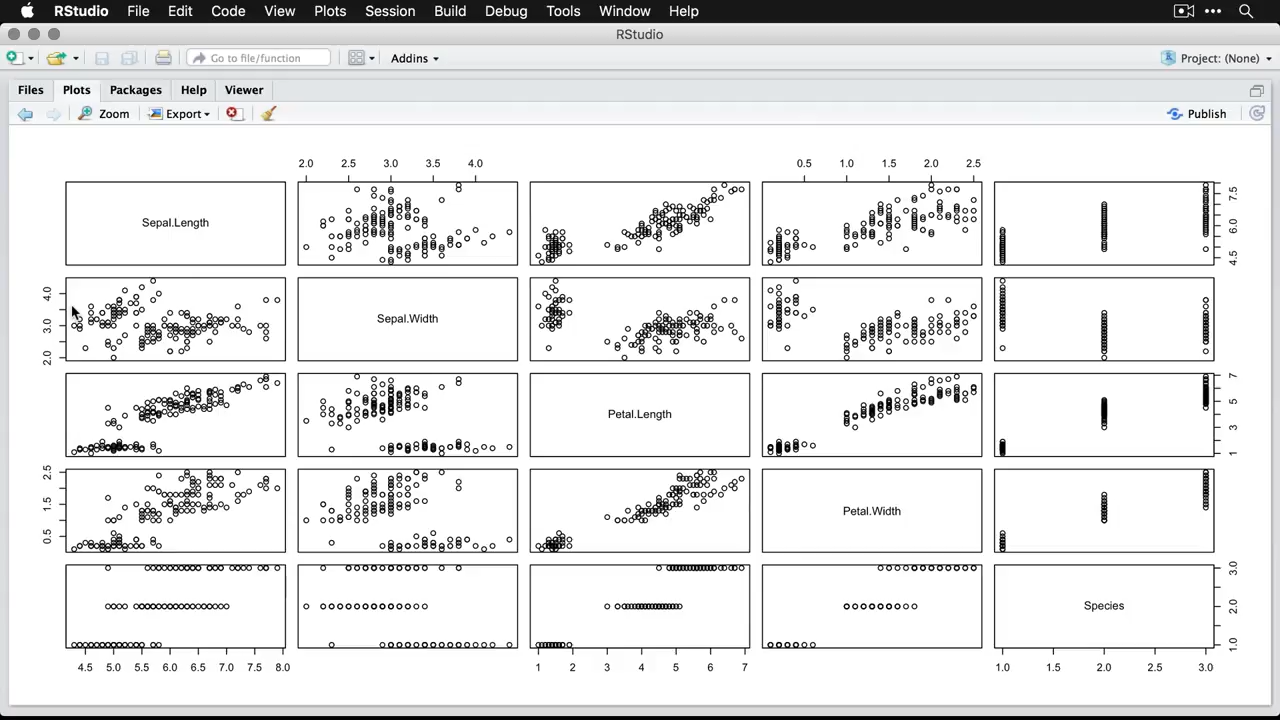 RStudio File Edit Code View Plots Session Build Debug Tools Window Help
RStudio
Go to file/function Addins Project: (None)
Files Plots Packages Help Viewer
Zoom Export Publish
2.0 2.5 3.0 3.5 4.0 0.5 1.0 1.5 2.0 2.5
Sepal.Length 4.5 6.0 7.5
2.0 3.0 4.0 Sepal.Width
Petal.Length 1 3 5 7
0.5 1.5 2.5 Petal.Width
Species 1.0 2.0 3.0
4.5 5.0 5.5 6.0 6.5 7.0 7.5 8.0 1 2 3 4 5 6 7 1.0 1.5 2.0 2.5 3.0